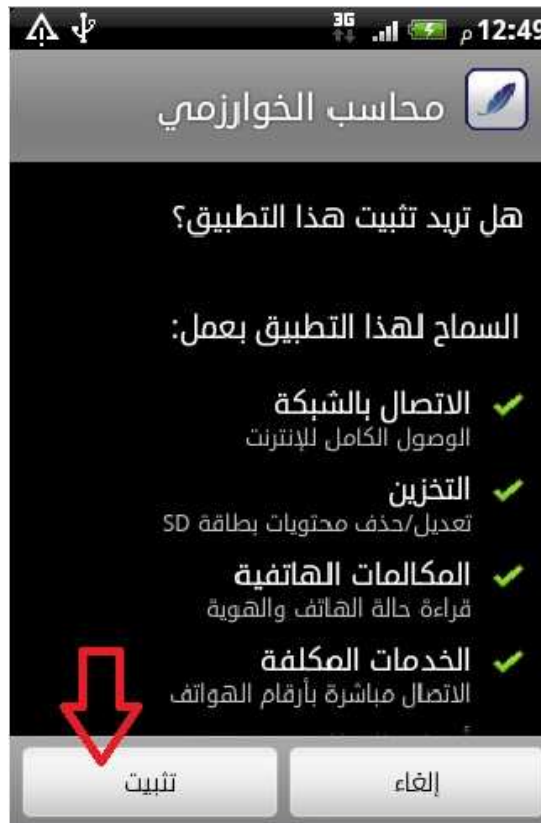 3G م 12:49
محاسب الخوارزمي
هل تريد تثبيت هذا التطبيق؟
السماح لهذا التطبيق بعمل:
الاتصال بالشبكة
الوصول الكامل للإنترنت
التخزين
تعديل/حذف محتويات بطاقة SD
المكالمات الهاتفية
قراءة حالة الهاتف والهوية
الخدمات المكلفة
الاتصال مباشرة بأرقام الهواتف
إلغاء
تثبيت